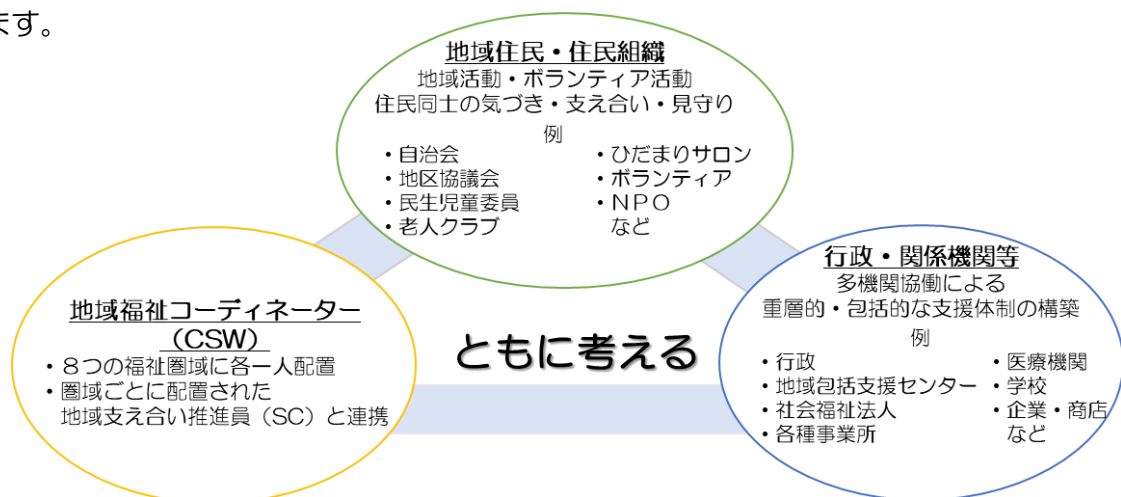 ます。
地域住民・住民組織
地域活動・ボランティア活動
住民同士の気づき・支え合い・見守り
例
・自治会
・地区協議会
・民生児童委員
・老人クラブ
・ひだまりサロン
・ボランティア
・ＮＰＯ
など
地域福祉コーディネーター
（CSW）
・８つの福祉圏域に各一人配置
・圏域ごとに配置された
地域支え合い推進員（SC）と連携
ともに考える
行政・関係機関等
多機関協働による
重層的・包括的な支援体制の構築
例
・行政
・地域包括支援センター
・社会福祉法人
・各種事業所
・医療機関
・学校
・企業・商店
など